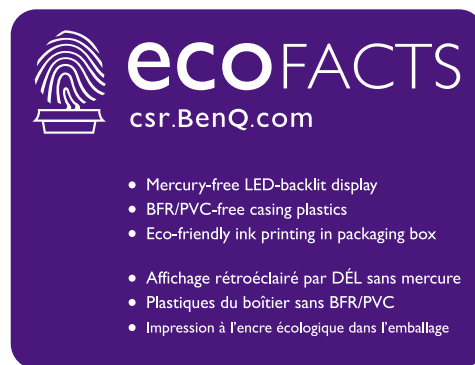 ecoFACTS
csr.BenQ.com
• Mercury-free LED-backlit display
• BFR/PVC-free casing plastics
• Eco-friendly ink printing in packaging box
• Affichage rétroéclairé par DÉL sans mercure
• Plastiques du boîtier sans BFR/PVC
• Impression à l'encre écologique dans l'emballage